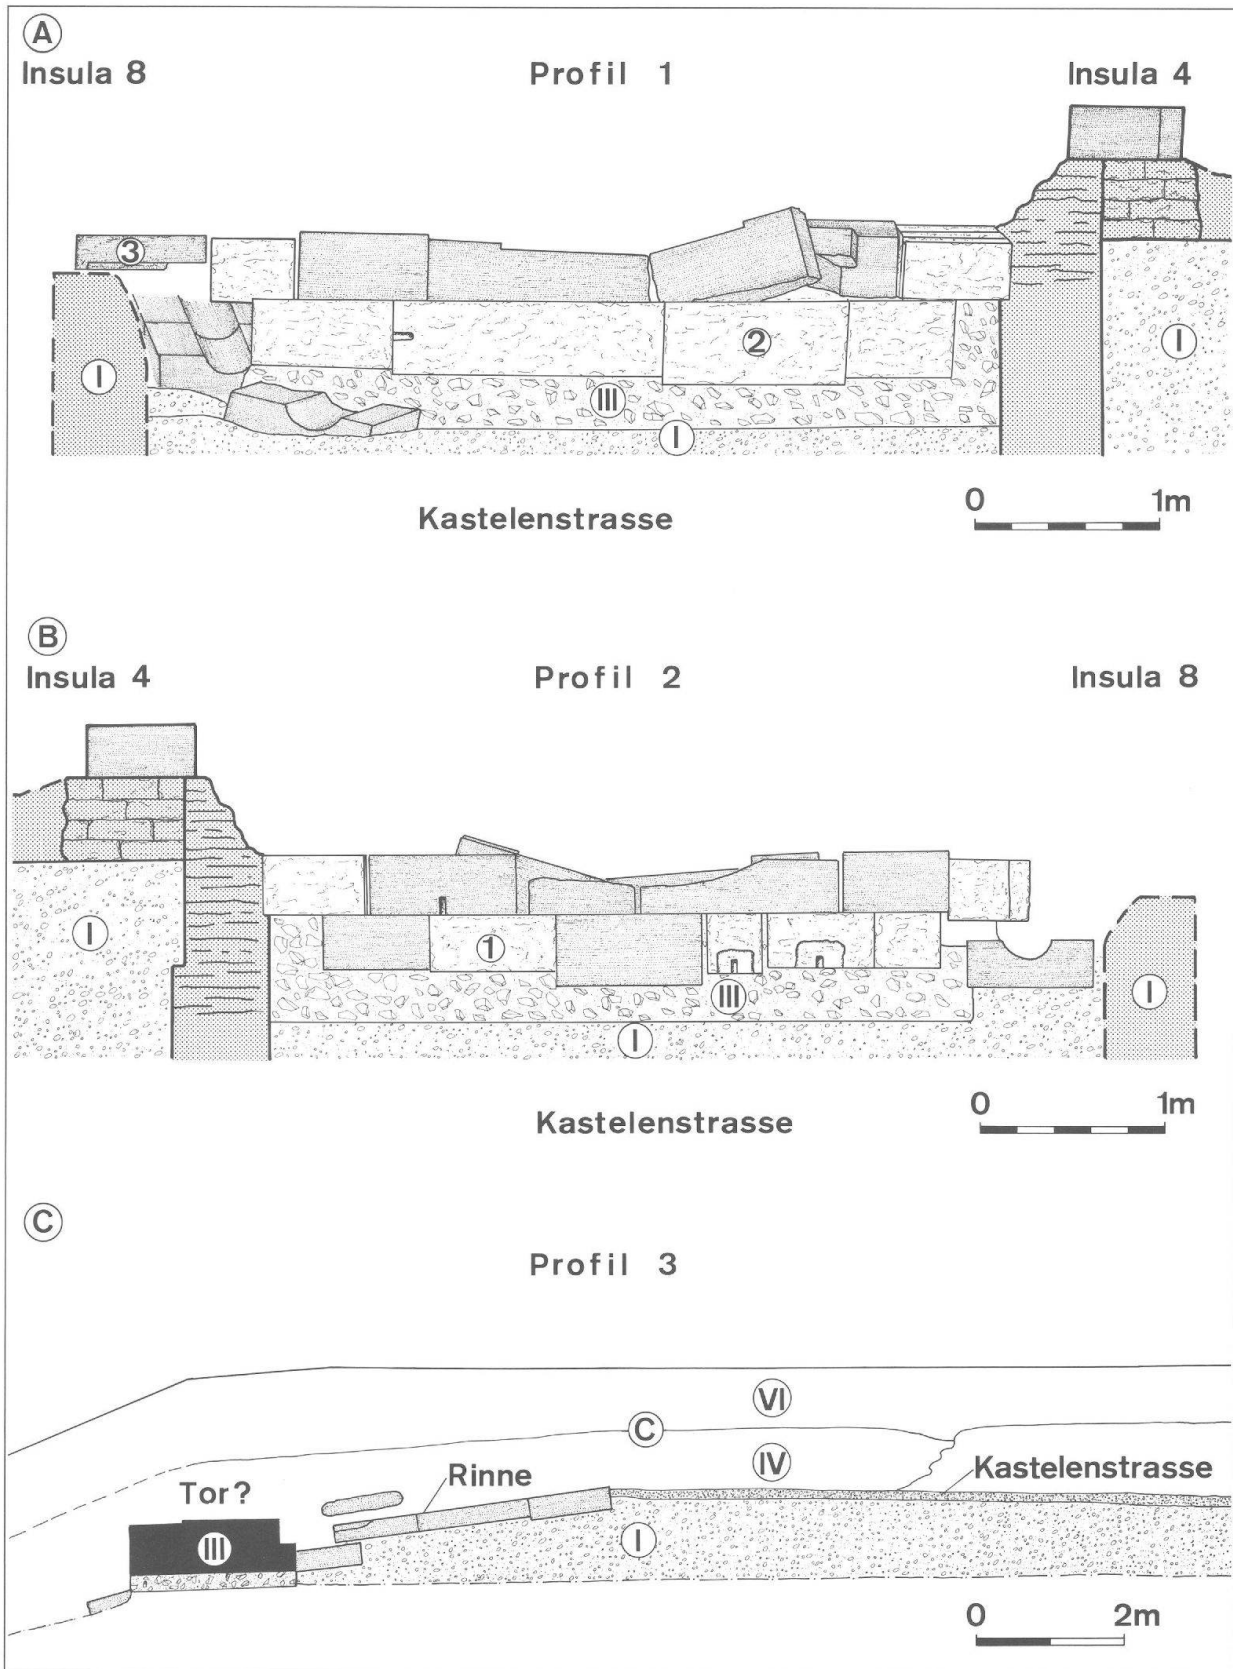 A
Insula 8 Profil 1 Insula 4
3
2
I
I
III
I
0 1m
Kastelenstrasse
B
Insula 4 Profil 2 Insula 8
I
1
III
I
I
0 1m
Kastelenstrasse
C
Profil 3
VI
C
IV
Rinne
Kastelenstrasse
Tor?
I
III
0 2m